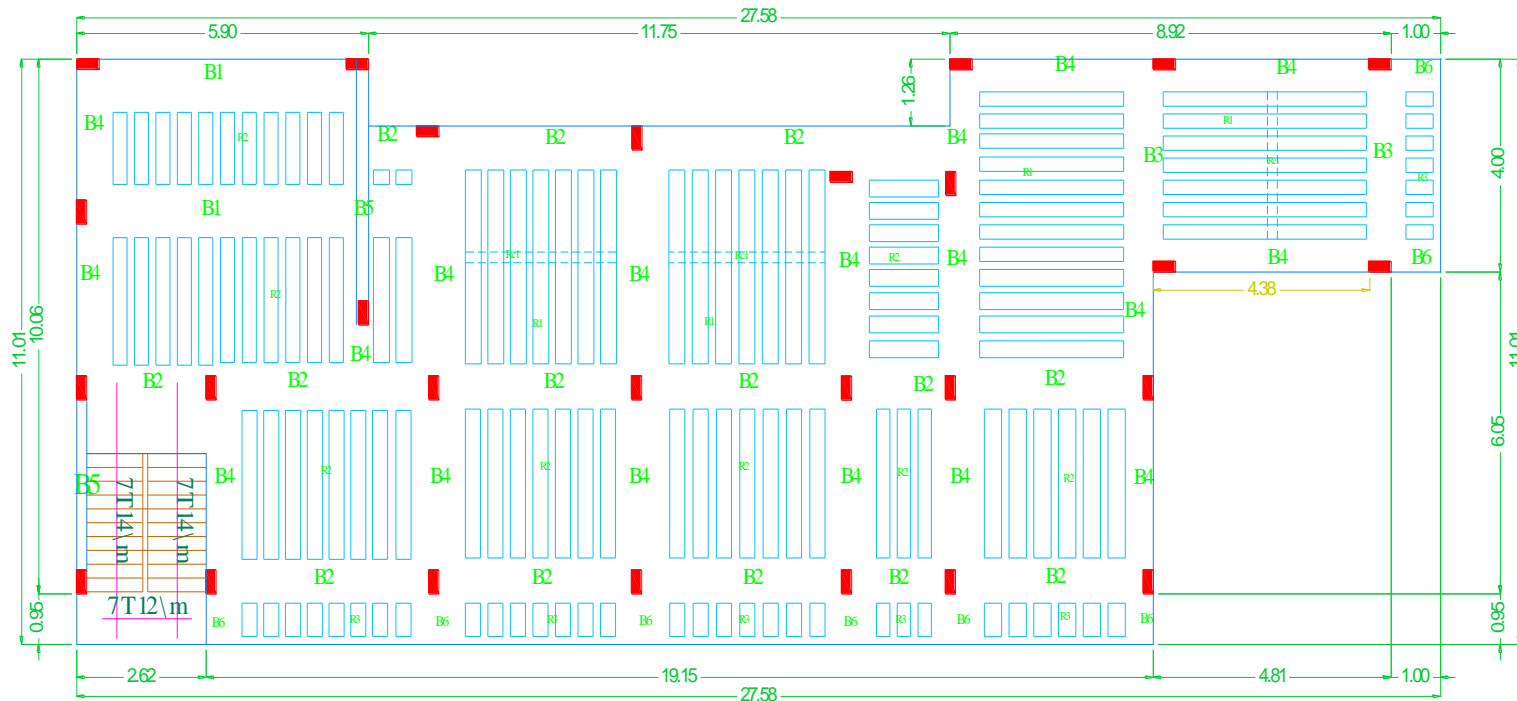 27.58
5.90 11.75 8.92 1.00
B1 B4 B4 B6
1.26
B4 R2 B2 B2 B2 B4 R1
B3 Rc1 B3
R1 R3
4.00
B1 B5
B4 Rc1 Rc1 B4 R2 B4 B4 B6
B4 B4
R2 4.38
B4
R1 R1
11.01 10.06
B4
B2 B2 B2 B2 B2 B2
11.01
6.05
B5 B4 R2 B4 R2 B4 R2 B4 R2 B4 R2 B4
7T14\m 7T14\m
B2 B2 B2 B2
7T12\m
0.95 B6 R3 B6 R3 B6 R3 B6 R3 B6 R3 B6 0.95
2.62 19.15 4.81 1.00
27.58